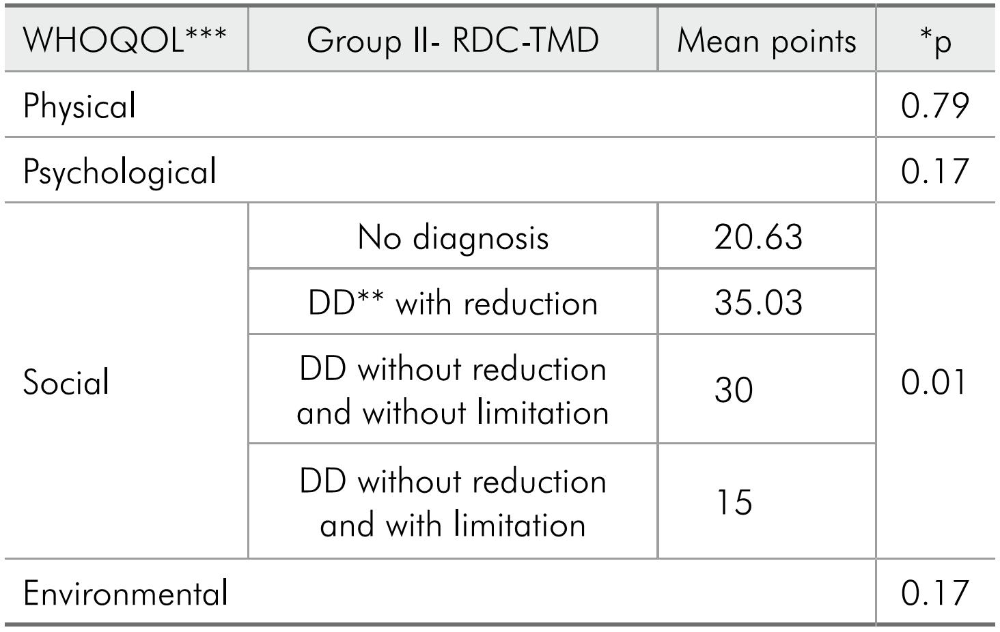 WHOQOL*** Group II- RDC-TMD Mean points *p
Physical 0.79
Psychological 0.17
Social
No diagnosis 20.63
DD** with reduction 35.03
DD without reduction
and without limitation
30
DD without reduction
and with limitation
15
0.01
Environmental 0.17